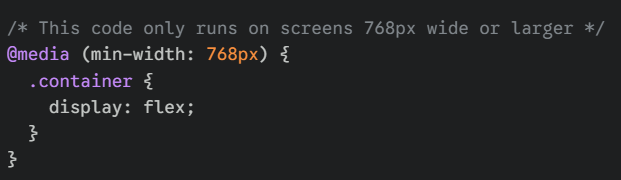 /* This code only runs on screens 768px wide or larger */
@media (min-width: 768px) {
  .container {
    display: flex;
  }
}